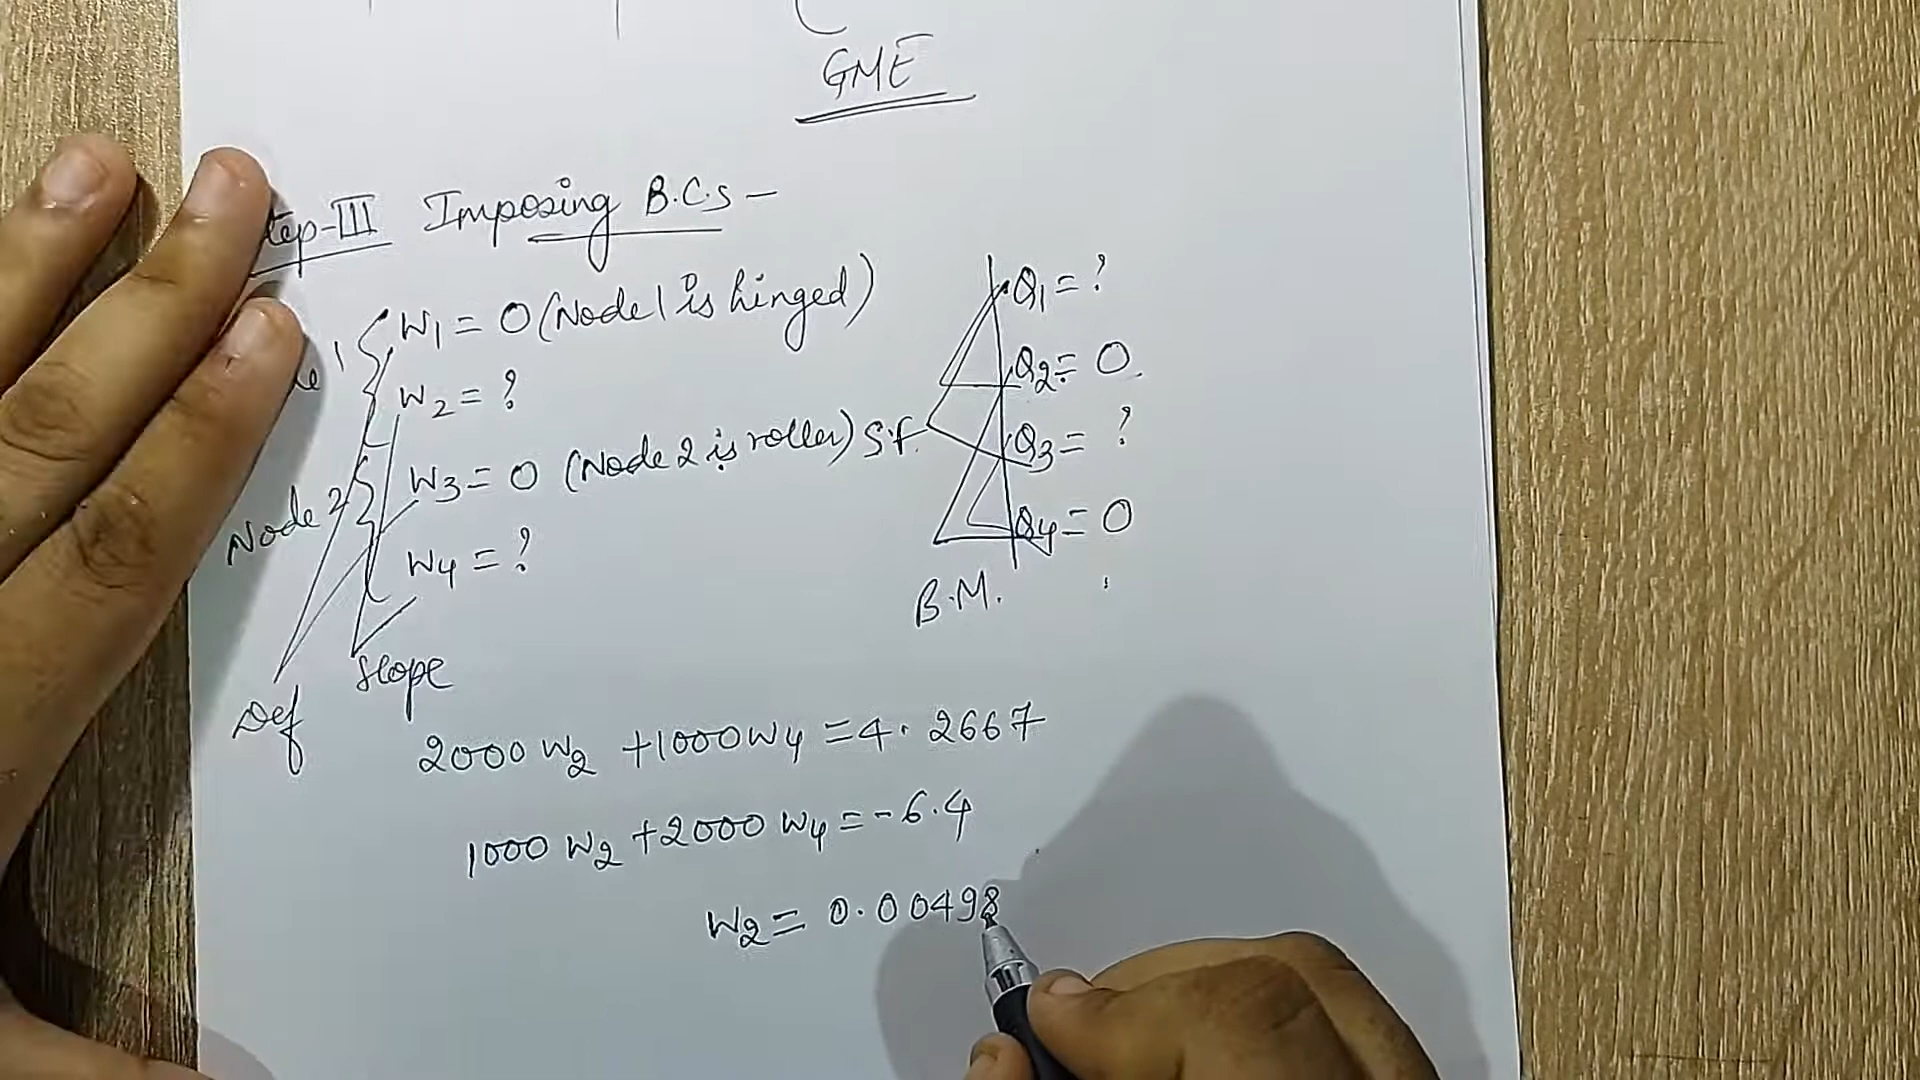 GME
tep-III Imposing B.C.s -
W1 = 0 (Node 1 is hinged)
W2 = ?
W3 = 0 (Node 2 is roller)
W4 = ?
Node 2
Def
Slope
Q1 = ?
Q2 = 0
Q3 = ?
Q4 = 0
S.F.
B.M.
2000 W2 + 1000 W4 = 4.2667
1000 W2 + 2000 W4 = -6.4
W2 = 0.00498